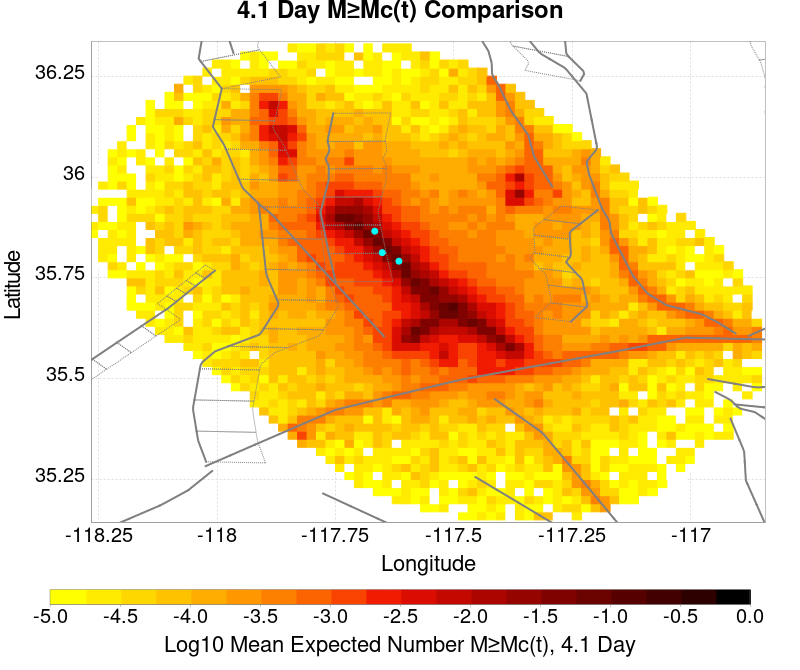 4.1 Day M≥Mc(t) Comparison
36.25
36
35.75
35.5
35.25
Latitude
-118.25 -118 -117.75 -117.5 -117.25 -117
Longitude
-5.0 -4.5 -4.0 -3.5 -3.0 -2.5 -2.0 -1.5 -1.0 -0.5 0.0
Log10 Mean Expected Number M≥Mc(t), 4.1 Day